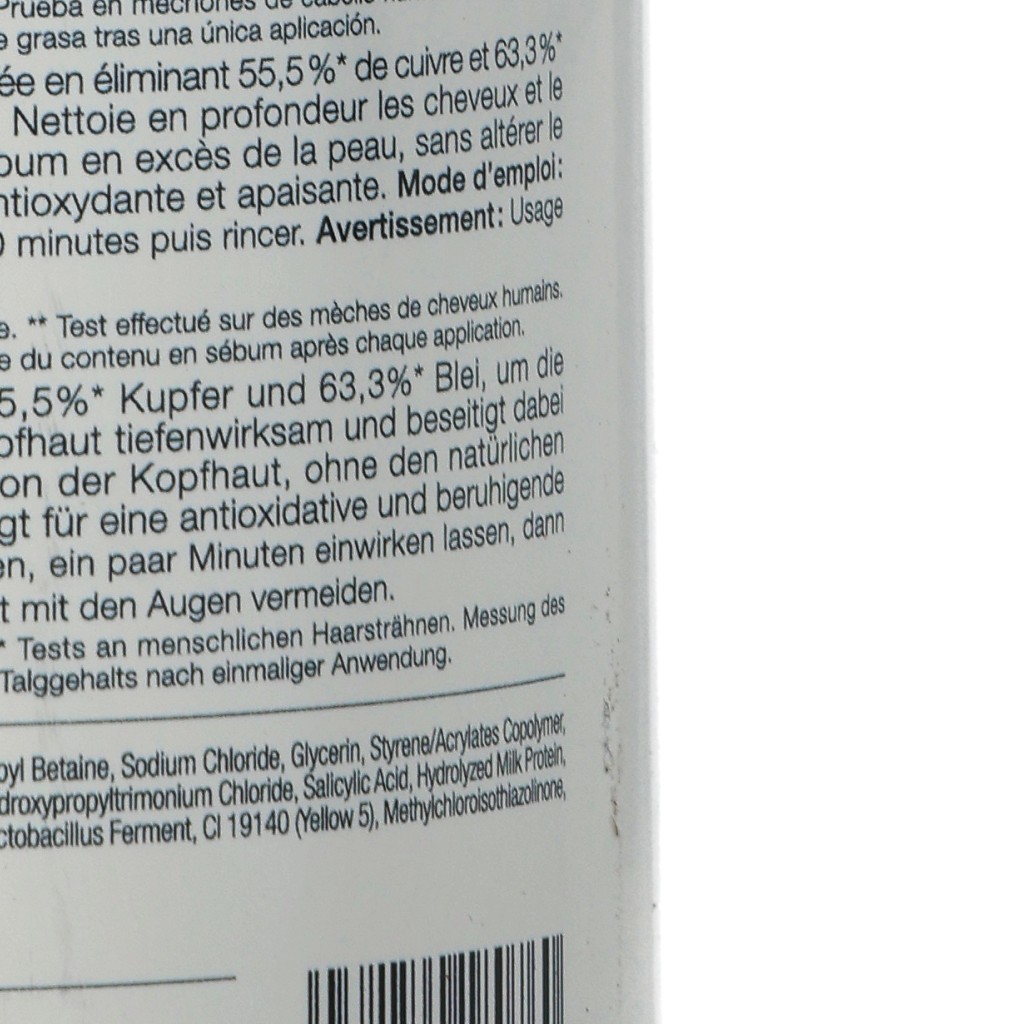 Prueba en mechones de cabello
grasa tras una única aplicación.
ée en éliminant 55,5%* de cuivre et 63,3%*
Nettoie en profondeur les cheveux et le
bum en excès de la peau, sans altérer le
ntioxydante et apaisante. Mode d'emploi:
minutes puis rincer. Avertissement: Usage
e. ** Test effectué sur des mèches de cheveux humains.
e du contenu en sébum après chaque application.
5,5%* Kupfer und 63,3%* Blei, um die
opfhaut tiefenwirksam und beseitigt dabei
on der Kopfhaut, ohne den natürlichen
gt für eine antioxidative und beruhigende
en, ein paar Minuten einwirken lassen, dann
t mit den Augen vermeiden.
* Tests an menschlichen Haarsträhnen. Messung des
Talggehalts nach einmaliger Anwendung.
pyl Betaine, Sodium Chloride, Glycerin, Styrene/Acrylates Copolymer,
droxypropyltrimonium Chloride, Salicylic Acid, Hydrolyzed Milk Protein,
ctobacillus Ferment, CI 19140 (Yellow 5), Methylchloroisothiazolinone,